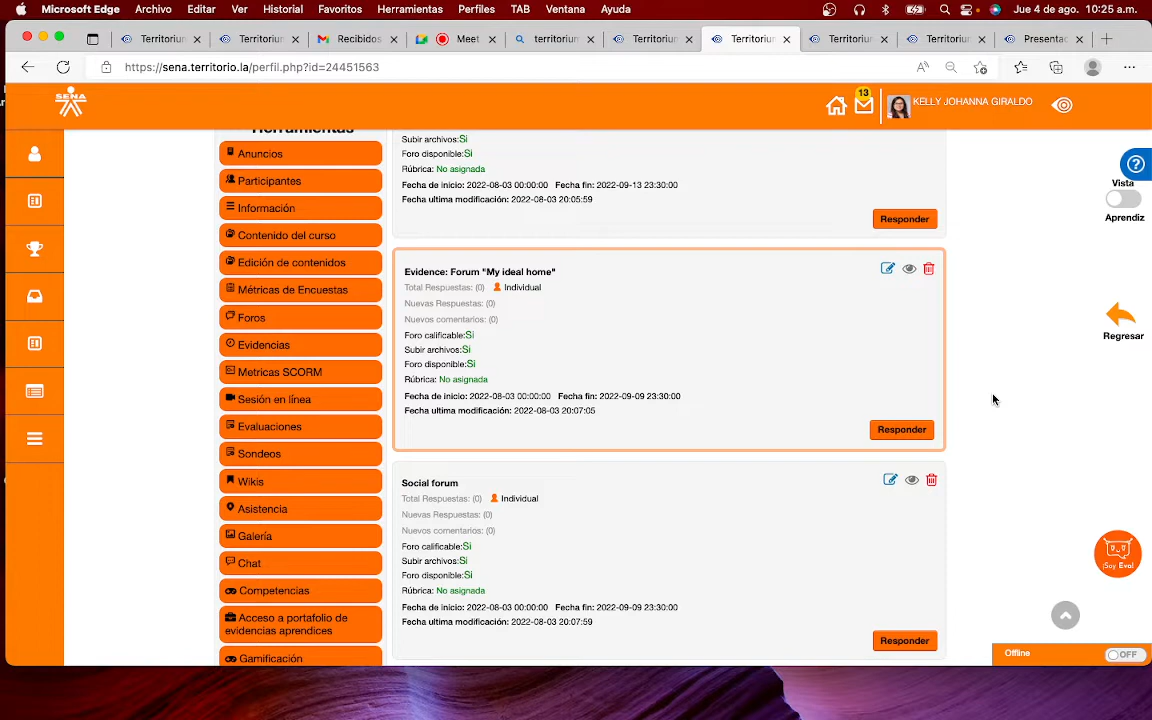 Microsoft Edge Archivo Editar Ver Historial Favoritos Herramientas Perfiles TAB Ventana Ayuda Jue 4 de ago. 10:25 a.m.
Territoriu Territoriu Recibidos Meet territoriun Territoriu Territoriu Territoriu Territoriu Presentac
https://sena.territorio.la/perfil.php?id=24451563
SENA
13
KELLY JOHANNA GIRALDO
Herramientas
Anuncios
Participantes
Información
Contenido del curso
Edición de contenidos
Métricas de Encuestas
Foros
Evidencias
Metricas SCORM
Sesión en línea
Evaluaciones
Sondeos
Wikis
Asistencia
Galería
Chat
Competencias
Acceso a portafolio de
evidencias aprendices
Gamificación
Subir archivos:Si
Foro disponible:Si
Rúbrica: No asignada
Fecha de inicio: 2022-08-03 00:00:00 Fecha fin: 2022-09-13 23:30:00
Fecha ultima modificación: 2022-08-03 20:05:59
Responder
Evidence: Forum "My ideal home"
Total Respuestas: (0) Individual
Nuevas Respuestas: (0)
Nuevos comentarios: (0)
Foro calificable:Si
Subir archivos:Si
Foro disponible:Si
Rúbrica: No asignada
Fecha de inicio: 2022-08-03 00:00:00 Fecha fin: 2022-09-09 23:30:00
Fecha ultima modificación: 2022-08-03 20:07:05
Responder
Social forum
Total Respuestas: (0) Individual
Nuevas Respuestas: (0)
Nuevos comentarios: (0)
Foro calificable:Si
Subir archivos:Si
Foro disponible:Si
Rúbrica: No asignada
Fecha de inicio: 2022-08-03 00:00:00 Fecha fin: 2022-09-09 23:30:00
Fecha ultima modificación: 2022-08-03 20:07:59
Responder
Vista
Aprendiz
Regresar
¡Soy Evo!
Offline OFF